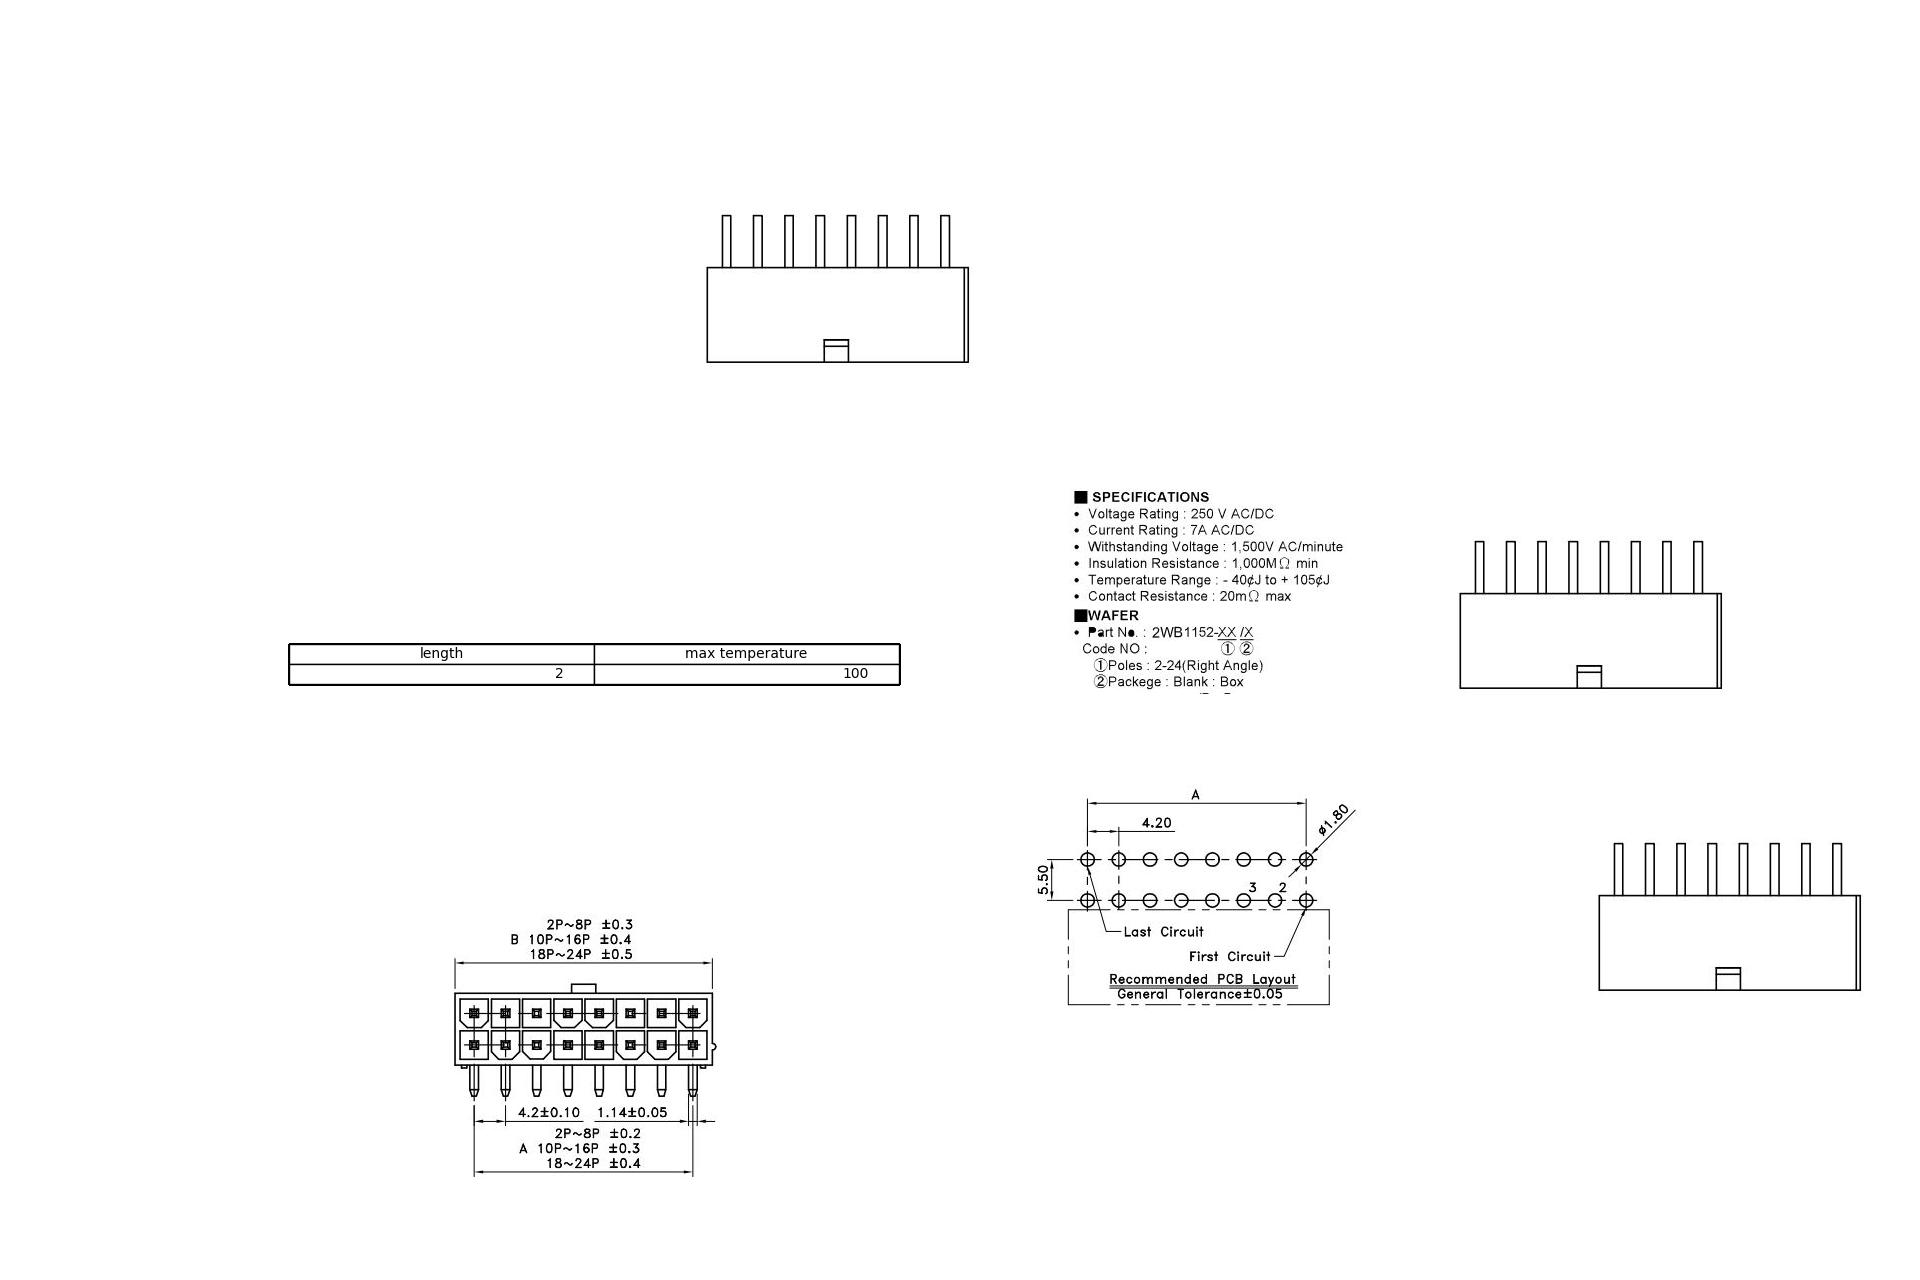 ■ SPECIFICATIONS
• Voltage Rating : 250 V AC/DC
• Current Rating : 7A AC/DC
• Withstanding Voltage : 1,500V AC/minute
• Insulation Resistance : 1,000MΩ min
• Temperature Range : - 40¢J to + 105¢J
• Contact Resistance : 20mΩ max
■WAFER
• Part No. : 2WB1152-XX /X
Code NO : ① ②
①Poles : 2-24(Right Angle)
②Packege : Blank : Box
length max temperature
2 100
A
4.20
ø1.80
5.50
3 2
Last Circuit
First Circuit
Recommended PCB Layout
General Tolerance±0.05
2P~8P ±0.3
B 10P~16P ±0.4
18P~24P ±0.5
4.2±0.10 1.14±0.05
2P~8P ±0.2
A 10P~16P ±0.3
18~24P ±0.4